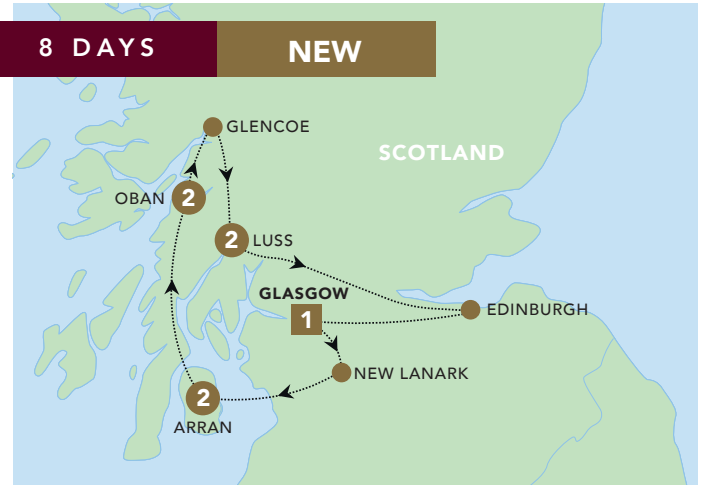 8 DAYS
NEW
GLENCOE
SCOTLAND
OBAN 2
2 LUSS
GLASGOW
1
EDINBURGH
NEW LANARK
2
ARRAN